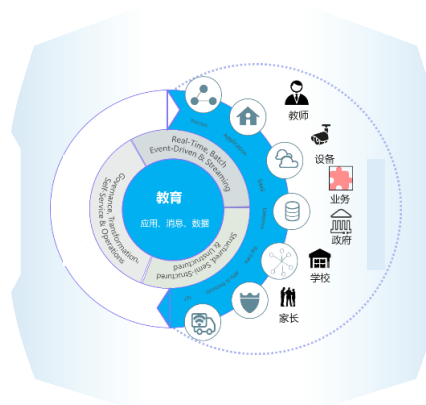 教师
设备
业务
政府
学校
家长
Real-Time, Batch
Event-Driven & Streaming
Application
教育
应用、消息、数据
Governance, Transformation,
Self-Service & Operations
Structured, Semi-Structured
& Unstructured